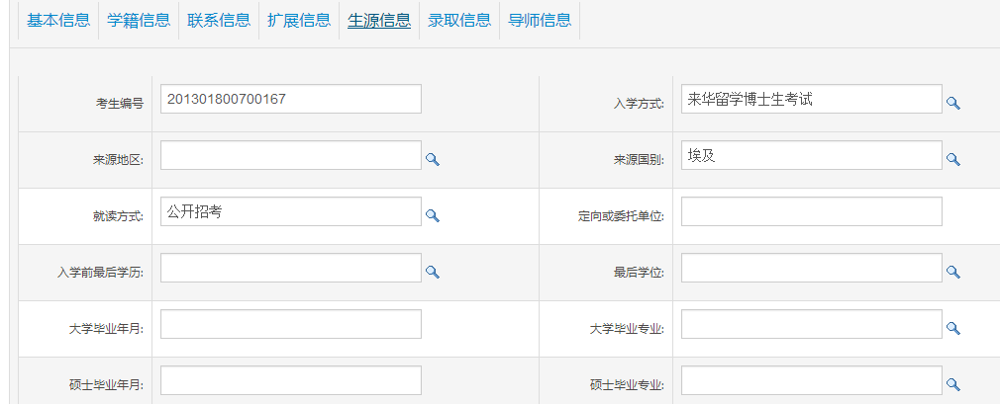 基本信息 学籍信息 联系信息 扩展信息 生源信息 录取信息 导师信息
考生编号 201301800700167 入学方式: 来华留学博士生考试
来源地区: 来源国别: 埃及
就读方式: 公开招考 定向或委托单位:
入学前最后学历: 最后学位:
大学毕业年月: 大学毕业专业:
硕士毕业年月: 硕士毕业专业: